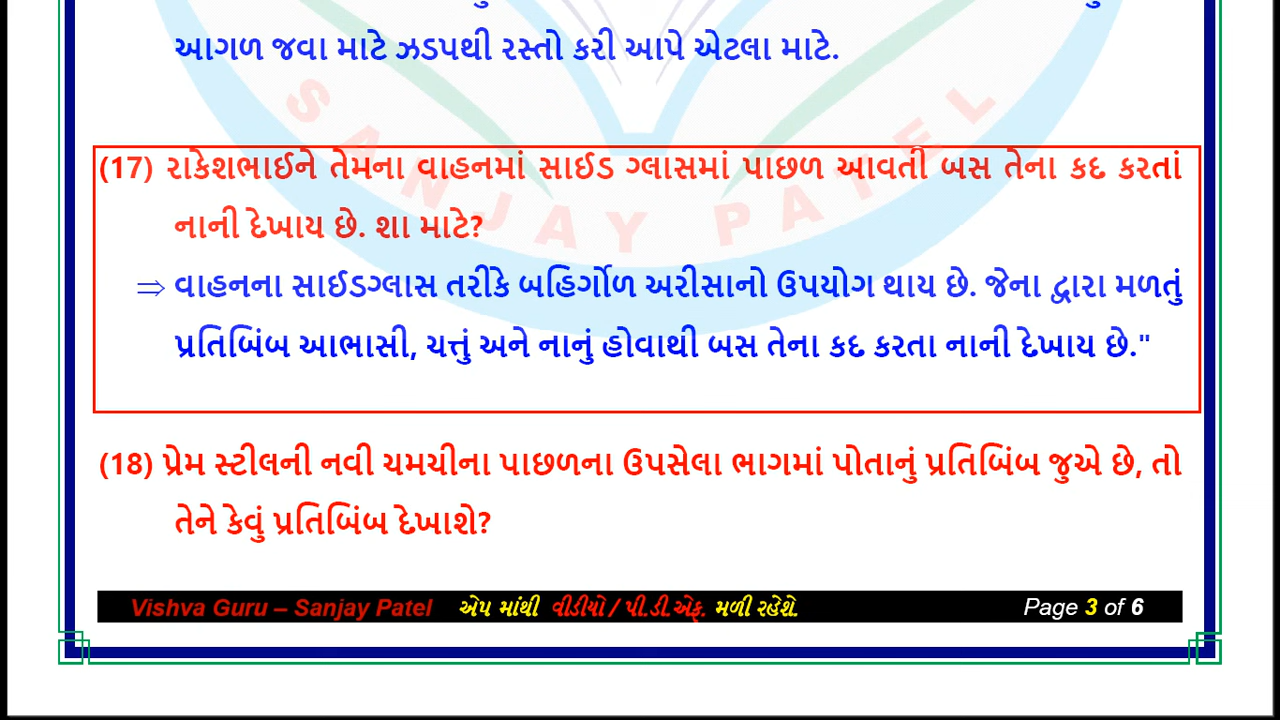 આગળ જવા માટે ઝડપથી રસ્તો કરી આપે એટલા માટે.
(17) રાકેશભાઈને તેમના વાહનમાં સાઈડ ગ્લાસમાં પાછળ આવતી બસ તેના કદ કરતાં
નાની દેખાય છે. શા માટે?
⇒ વાહનના સાઈડગ્લાસ તરીકે બહિર્ગોળ અરીસાનો ઉપયોગ થાય છે. જેના દ્વારા મળતું
પ્રતિબિંબ આભાસી, ચત્તું અને નાનું હોવાથી બસ તેના કદ કરતા નાની દેખાય છે."
SANJAY PATEL
(18) પ્રેમ સ્ટીલની નવી ચમચીના પાછળના ઉપસેલા ભાગમાં પોતાનું પ્રતિબિંબ જુએ છે, તો
તેને કેવું પ્રતિબિંબ દેખાશે?
Vishva Guru – Sanjay Patel એપ માંથી વીડીયો / પી.ડી.એફ. મળી રહેશે. Page 3 of 6